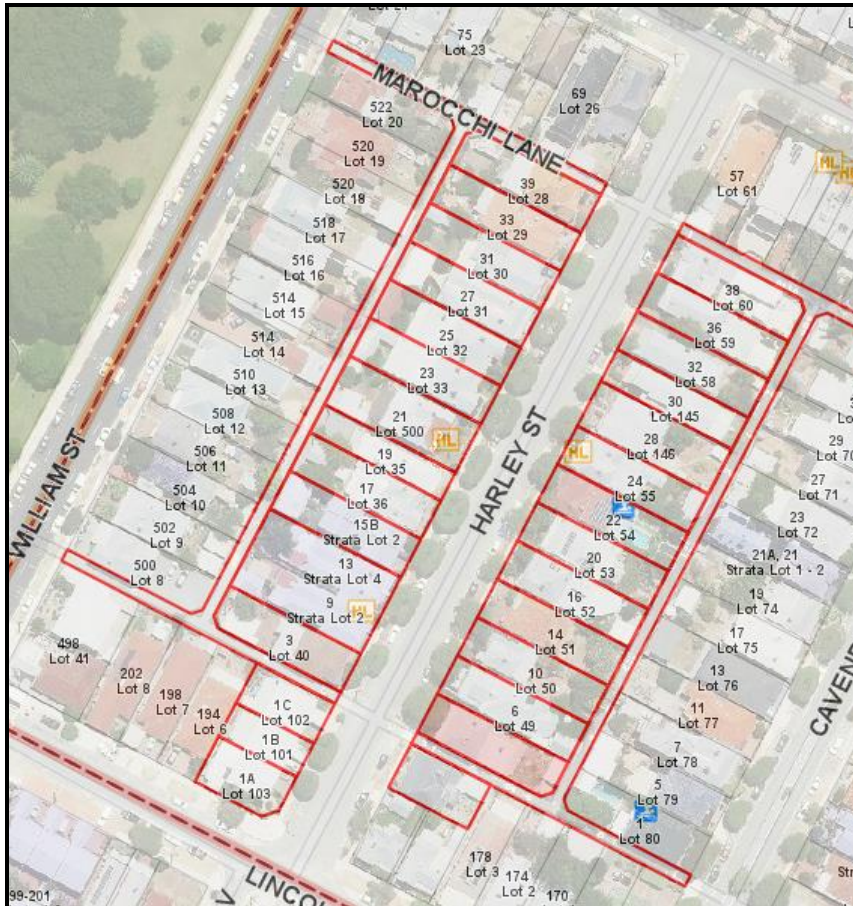 75
Lot 23
MAROCCHI LANE
69
Lot 26
522
Lot 20
520
Lot 19
520
Lot 18
518
Lot 17
516
Lot 16
514
Lot 15
514
Lot 14
510
Lot 13
508
Lot 12
506
Lot 11
504
Lot 10
502
Lot 9
500
Lot 8
WILLIAM ST
498
Lot 41
202
Lot 8
198
Lot 7
194
Lot 6
39
Lot 28
33
Lot 29
31
Lot 30
27
Lot 31
25
Lot 32
23
Lot 33
21
Lot 500
HL
19
Lot 35
17
Lot 36
15B
Strata Lot 2
13
Strata Lot 4
9
Strata Lot 2
3
Lot 40
1C
Lot 102
1B
Lot 101
1A
Lot 103
HARLEY ST
57
Lot 61
38
Lot 60
36
Lot 59
32
Lot 58
30
Lot 145
28
Lot 146
24
Lot 55
22
Lot 54
20
Lot 53
16
Lot 52
14
Lot 51
10
Lot 50
6
Lot 49
29
Lot 70
27
Lot 71
23
Lot 72
21A, 21
Strata Lot 1 - 2
19
Lot 74
17
Lot 75
13
Lot 76
11
Lot 77
7
Lot 78
5
Lot 79
1
Lot 80
178
Lot 3
174
Lot 2
170
99-201